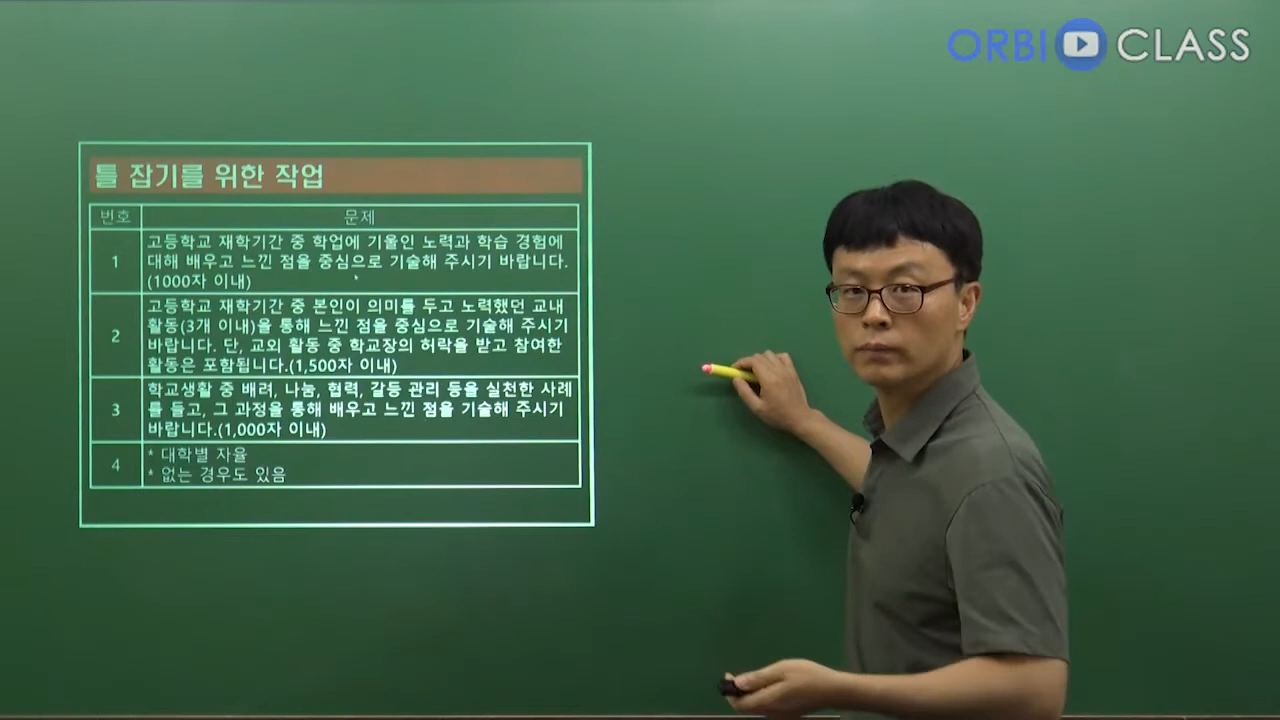 ORBI CLASS
틀 잡기를 위한 작업
번호 문제
1
고등학교 재학기간 중 학업에 기울인 노력과 학습 경험에
대해 배우고 느낀 점을 중심으로 기술해 주시기 바랍니다.
(1000자 이내)
2
고등학교 재학기간 중 본인이 의미를 두고 노력했던 교내
활동(3개 이내)을 통해 느낀 점을 중심으로 기술해 주시기
바랍니다. 단, 교외 활동 중 학교장의 허락을 받고 참여한
활동은 포함됩니다.(1,500자 이내)
3
학교생활 중 배려, 나눔, 협력, 갈등 관리 등을 실천한 사례
를 들고, 그 과정을 통해 배우고 느낀 점을 기술해 주시기
바랍니다.(1,000자 이내)
4
* 대학별 자율
* 없는 경우도 있음